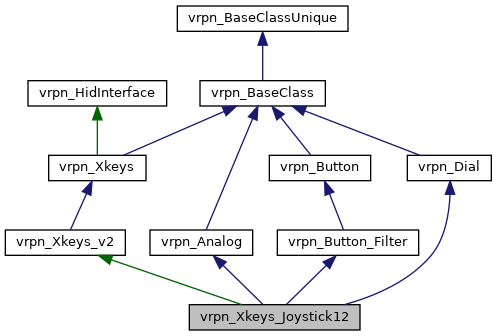 vrpn_BaseClassUnique
vrpn_HidInterface
vrpn_BaseClass
vrpn_Xkeys
vrpn_Button
vrpn_Dial
vrpn_Xkeys_v2
vrpn_Analog
vrpn_Button_Filter
vrpn_Xkeys_Joystick12